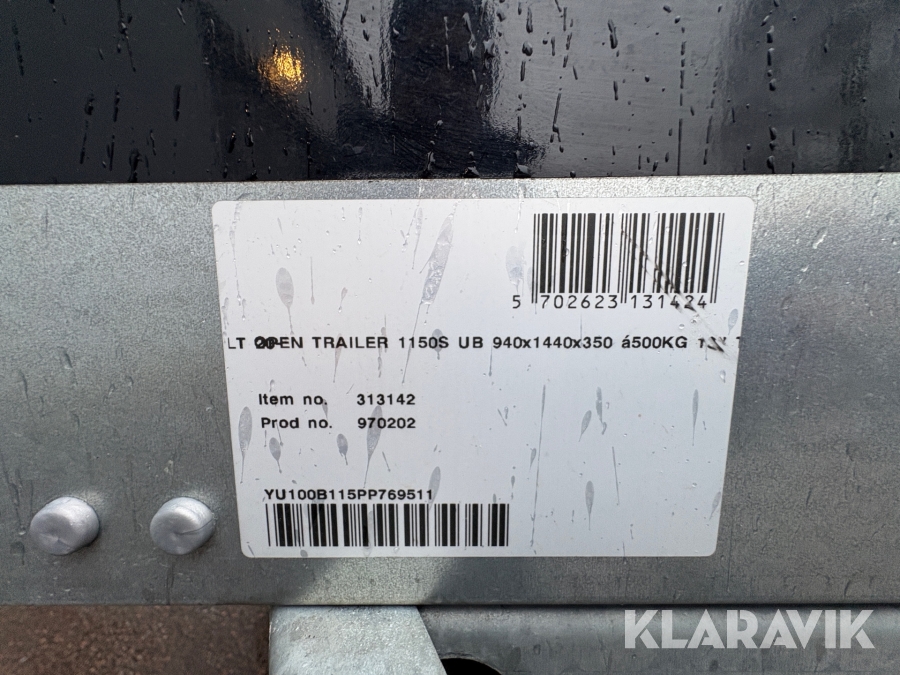 KLARAVIK
5 702623 131424
LT OPEN TRAILER 1150S UB 940x1440x350 á500KG
Item no. 313142
Prod no. 970202
YU100B115PP769511